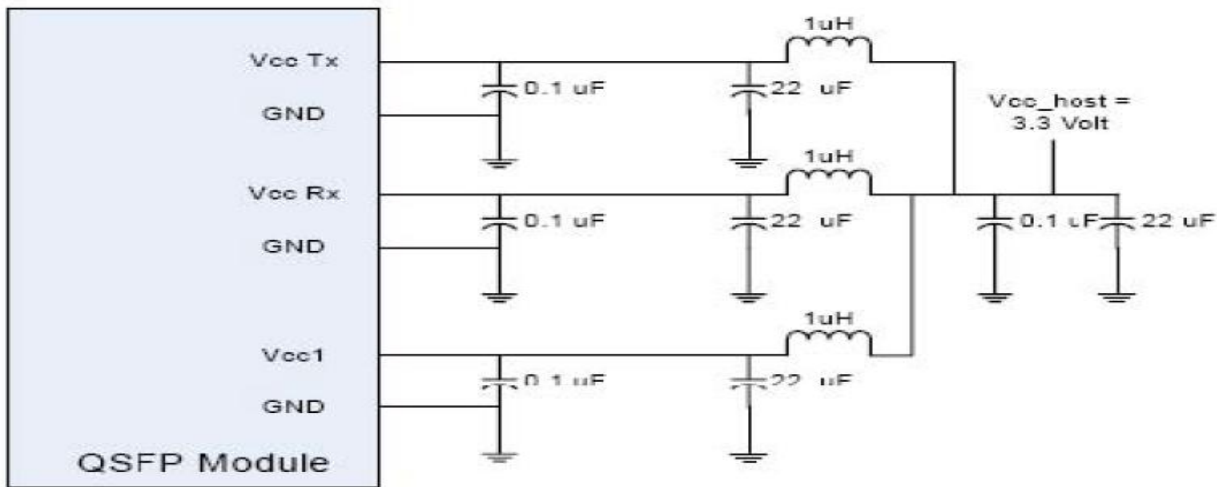 1uH
Vcc Tx
0.1 uF
22 uF
GND
Vcc_host =
3.3 Volt
1uH
Vcc Rx
0.1 uF
22 uF
0.1 uF
22 uF
GND
1uH
Vcc1
0.1 uF
22 uF
GND
QSFP Module